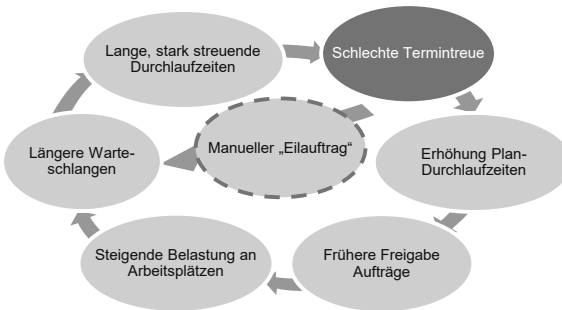 Lange, stark streuende
Durchlaufzeiten
Schlechte Termintreue
Manueller „Eilauftrag“
Längere Warte-
schlangen
Erhöhung Plan-
Durchlaufzeiten
Steigende Belastung an
Arbeitsplätzen
Frühere Freigabe
Aufträge